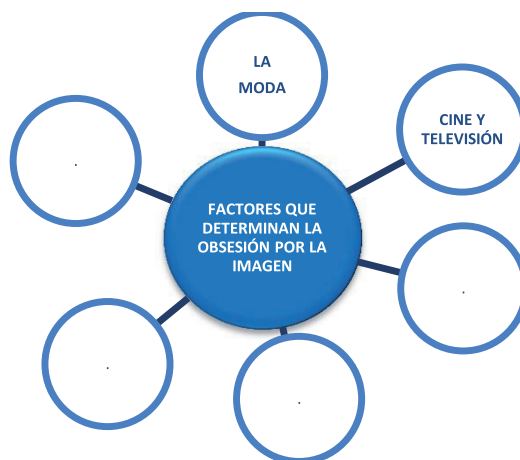 LA
MODA
CINE Y
TELEVISIÓN
.
FACTORES QUE
DETERMINAN LA
OBSESIÓN POR LA
IMAGEN
.
.
.